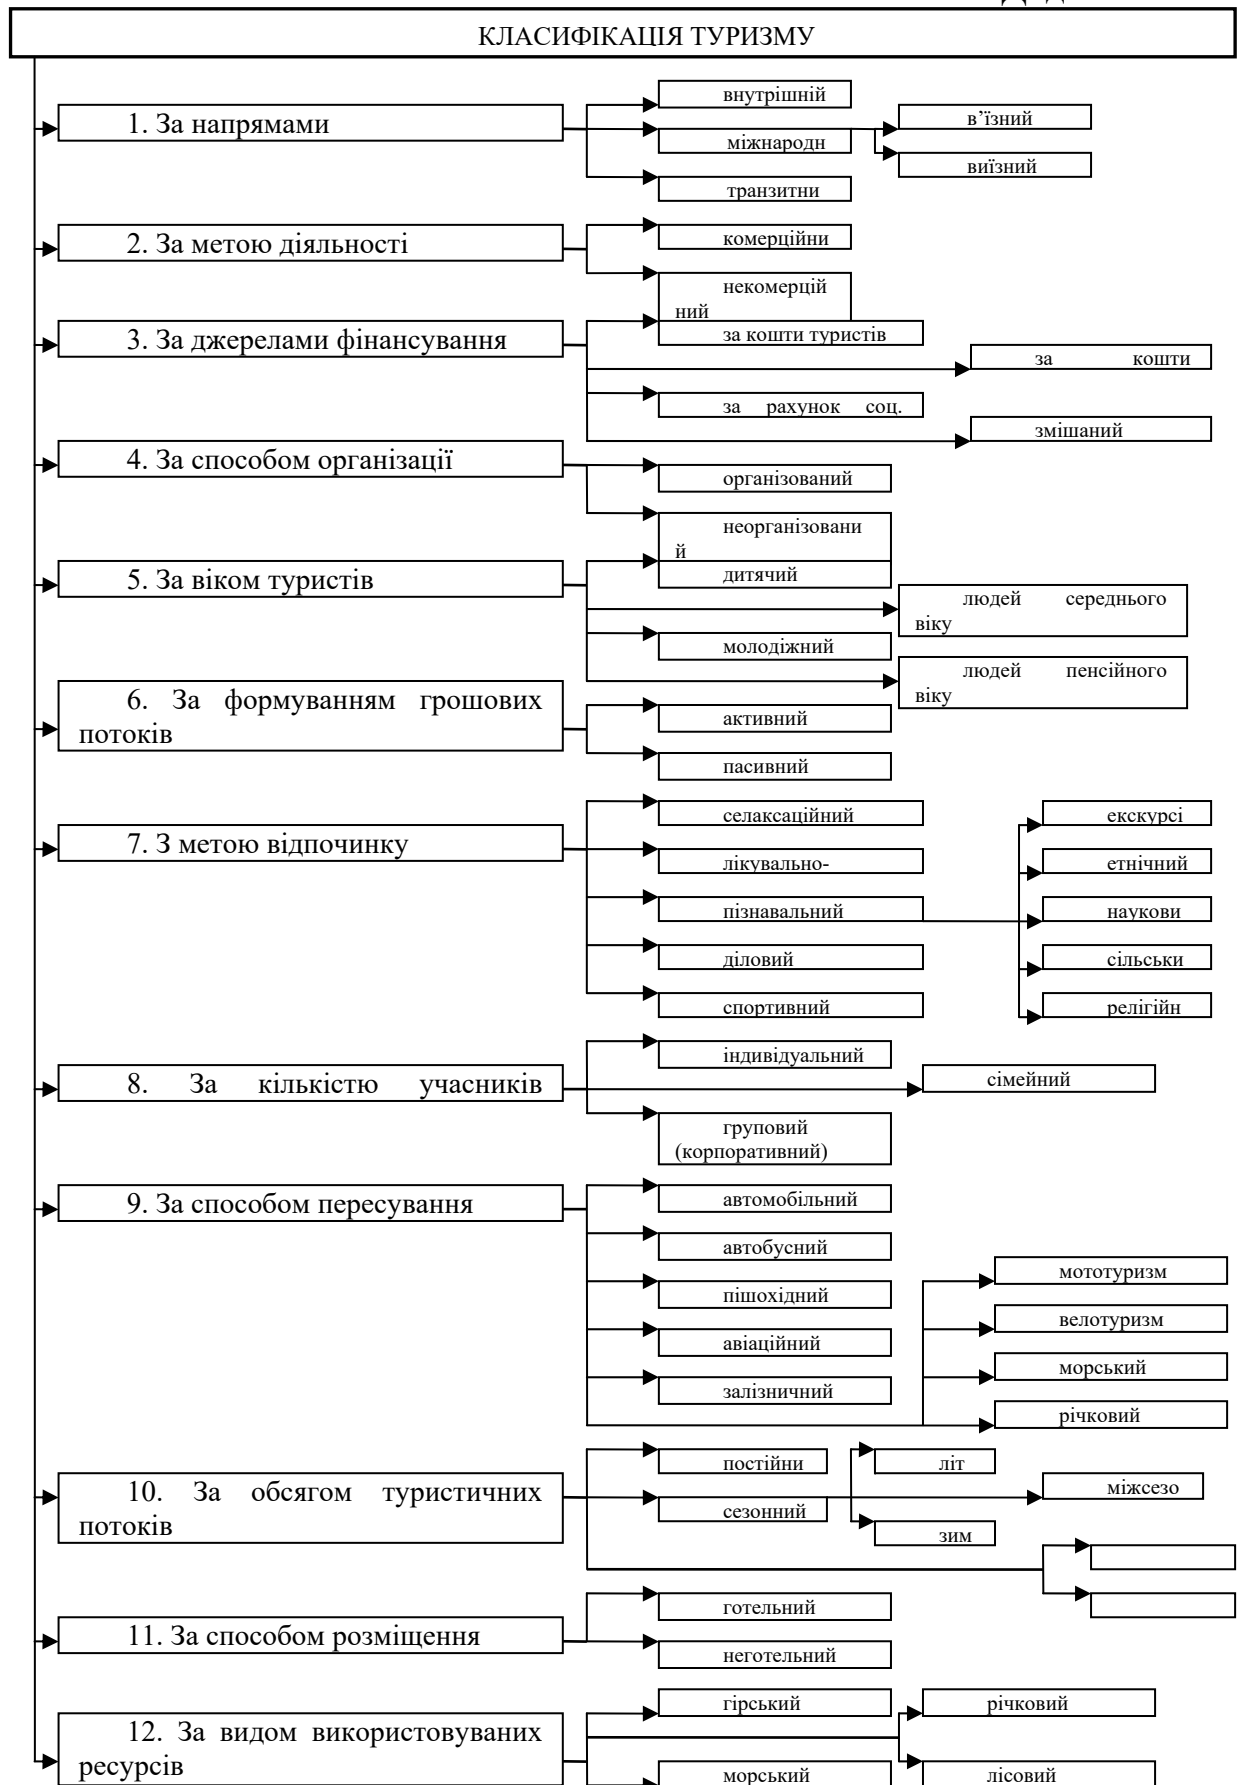 КЛАСИФІКАЦІЯ ТУРИЗМУ
1. За напрямами
внутрішній
міжнародн
в’їзний
виїзний
транзитни
2. За метою діяльності
комерційни
некомерцій
ний
3. За джерелами фінансування
за кошти туристів
за кошти
за рахунок соц.
змішаний
4. За способом організації
організований
неорганізовани
й
5. За віком туристів
дитячий
людей середнього
віку
молодіжний
людей пенсійного
віку
6. За формуванням грошових
потоків
активний
пасивний
7. З метою відпочинку
селаксаційний
лікувально-
пізнавальний
діловий
спортивний
екскурсі
етнічний
наукови
сільськи
релігійн
8. За кількістю учасників
індивідуальний
сімейний
груповий
(корпоративний)
9. За способом пересування
автомобільний
автобусний
пішохідний
авіаційний
залізничний
мототуризм
велотуризм
морський
річковий
10. За обсягом туристичних
потоків
постійни
сезонний
літ
міжсезо
зим
11. За способом розміщення
готельний
неготельний
12. За видом використовуваних
ресурсів
гірський
річковий
морський
лісовий